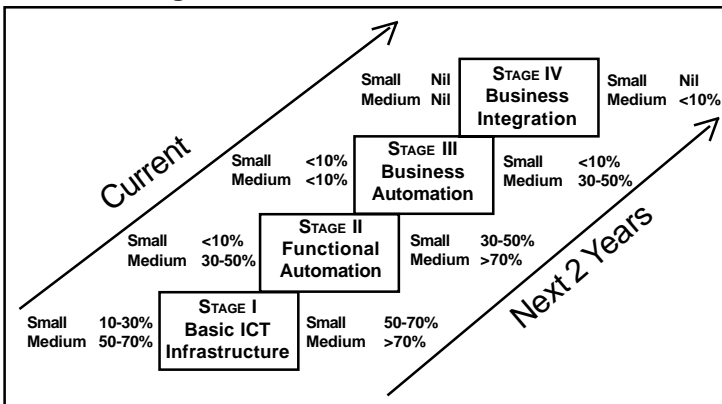 Current
Small Nil
Medium Nil
STAGE IV
Business
Integration
Small Nil
Medium <10%
Small <10%
Medium <10%
STAGE III
Business
Automation
Small <10%
Medium 30-50%
Small <10%
Medium 30-50%
STAGE II
Functional
Automation
Small 30-50%
Medium >70%
Small 10-30%
Medium 50-70%
STAGE I
Basic ICT
Infrastructure
Small 50-70%
Medium >70%
Next 2 Years